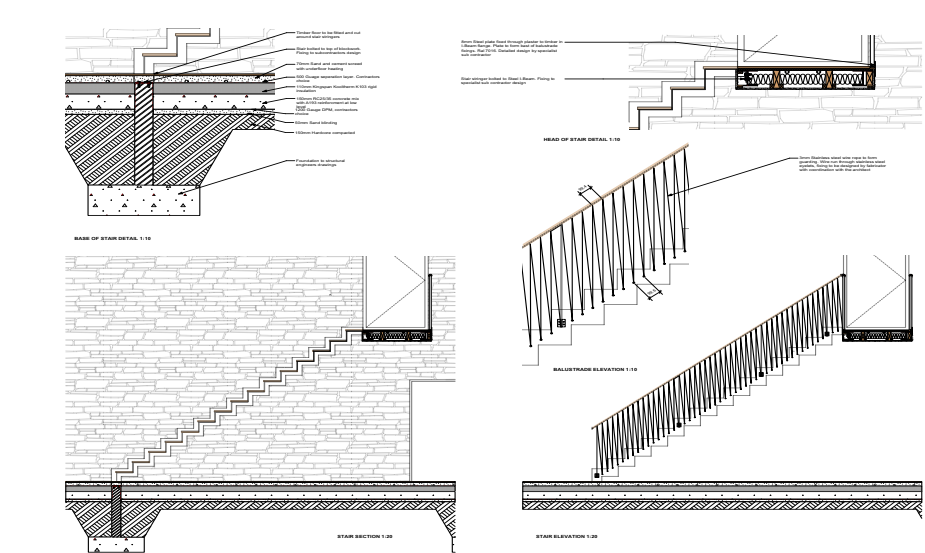 Timber floor to be fitted and cut
around stair stringers
Stair bolted to top of blockwork.
Fixing to subcontractors design
70mm Sand and cement screed
with underfloor heating
500 Gauge separation layer. Contractors
choice
110mm Kingspan Kooltherm K103 rigid
insulation
150mm RC25/35 concrete mix
with A193 reinforcement at low
level
1200 Gauge DPM, contractors
choice
50mm Sand blinding
150mm Hardcore compacted
Foundation to structural
engineers drawings
BASE OF STAIR DETAIL 1:10
8mm Steel plate fixed through plaster to timber in
I-Beam flange. Plate to form base of balustrade
fixings. Ral 7016. Detailed design by specialist
sub contractor
Stair stringer bolted to Steel I-Beam. Fixing to
specialist sub contractor design
HEAD OF STAIR DETAIL 1:10
3mm Stainless steel wire rope to form
guarding. Wire run through stainless steel
eyelets, fixing to be designed by fabricator
with coordination with the architect
BALUSTRADE ELEVATION 1:10
STAIR SECTION 1:20
STAIR ELEVATION 1:20